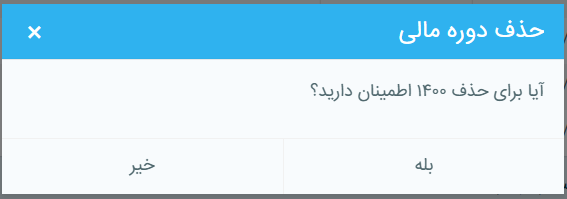 حذف دوره مالی
آیا برای حذف ۱۴۰۰ اطمینان دارید؟
بله
خیر